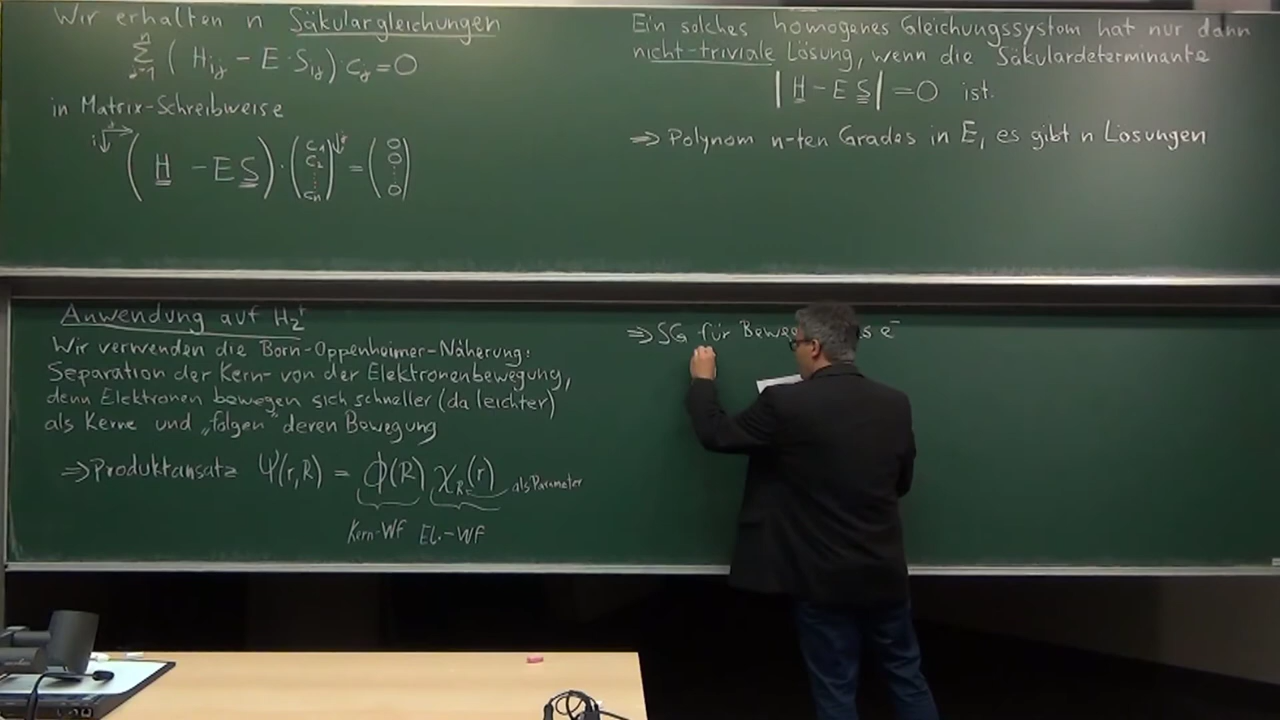 Wir erhalten n Säkulargleichungen
n
∑ (Hij - E·Sij)·cj = 0
j=1
in Matrix-Schreibweise
(H - E S)·(c1 c2 ⋮ cn) = (0 0 ⋮ 0)
Ein solches homogenes Gleichungssystem hat nur dann
nicht-triviale Lösung, wenn die Säkulardeterminante
|H - E S| = 0 ist.
⇒ Polynom n-ten Grades in E, es gibt n Lösungen
Anwendung auf H2+
Wir verwenden die Born-Oppenheimer-Näherung:
Separation der Kern- von der Elektronenbewegung,
denn Elektronen bewegen sich schneller (da leichter)
als Kerne und „folgen" deren Bewegung
⇒ Produktansatz Ψ(r,R) = ϕ(R) χR(r) als Parameter
Kern-Wf El.-Wf
⇒ SG für e⁻